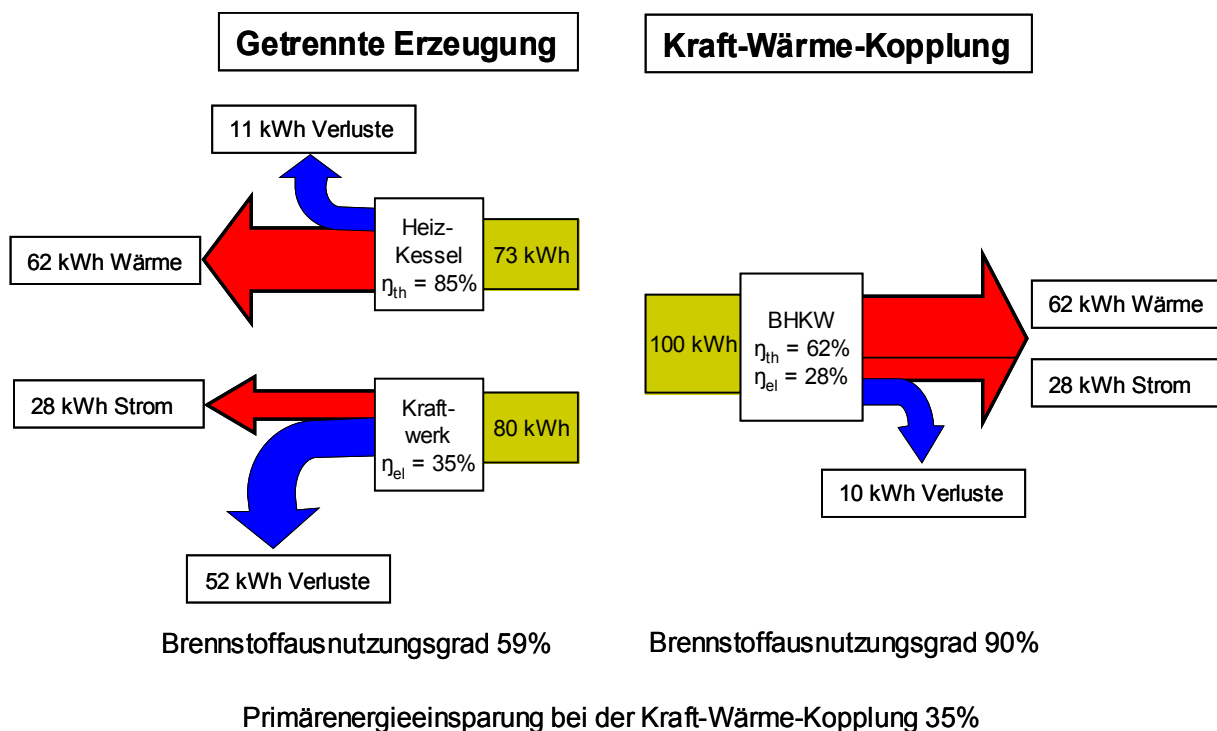 Getrennte Erzeugung
11 kWh Verluste
62 kWh Wärme
Heiz-
Kessel
ηth = 85%
73 kWh
28 kWh Strom
Kraft-
werk
ηel = 35%
80 kWh
52 kWh Verluste
Brennstoffausnutzungsgrad 59%
Kraft-Wärme-Kopplung
100 kWh
BHKW
ηth = 62%
ηel = 28%
62 kWh Wärme
28 kWh Strom
10 kWh Verluste
Brennstoffausnutzungsgrad 90%
Primärenergieeinsparung bei der Kraft-Wärme-Kopplung 35%